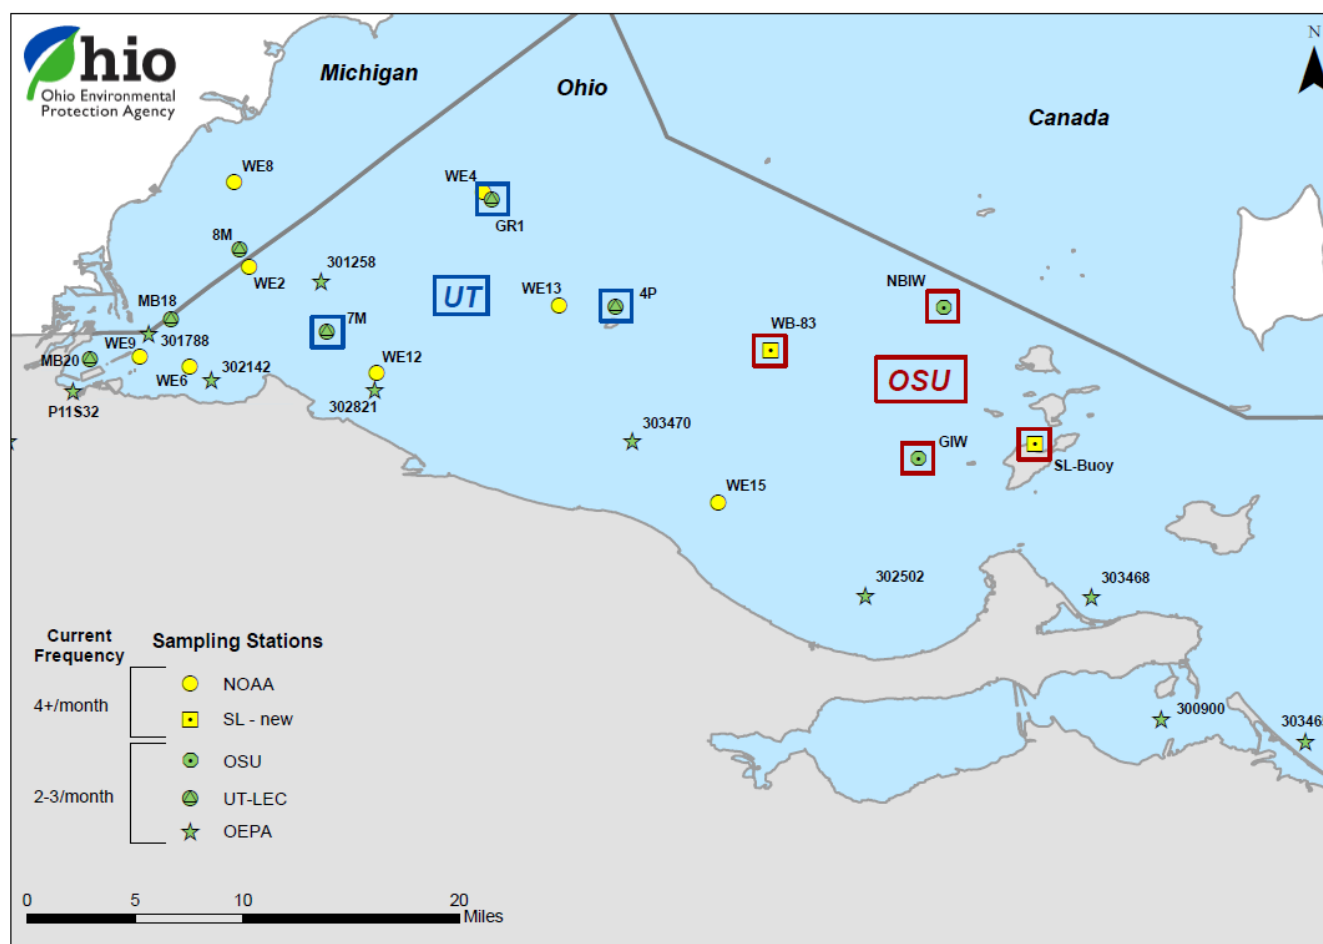 Ohio
Ohio Environmental
Protection Agency
Michigan
Ohio
Canada
N
WE8
WE4
GR1
8M
WE2
301258
UT
WE13
4P
NBIW
MB18
7M
WB-83
301788
WE9
MB20
WE6
302142
WE12
OSU
P11S32
302821
303470
GIW
SL-Buoy
WE15
302502
303468
300900
Current
Frequency
Sampling Stations
4+/month
NOAA
SL - new
2-3/month
OSU
UT-LEC
OEPA
0
5
10
20
Miles